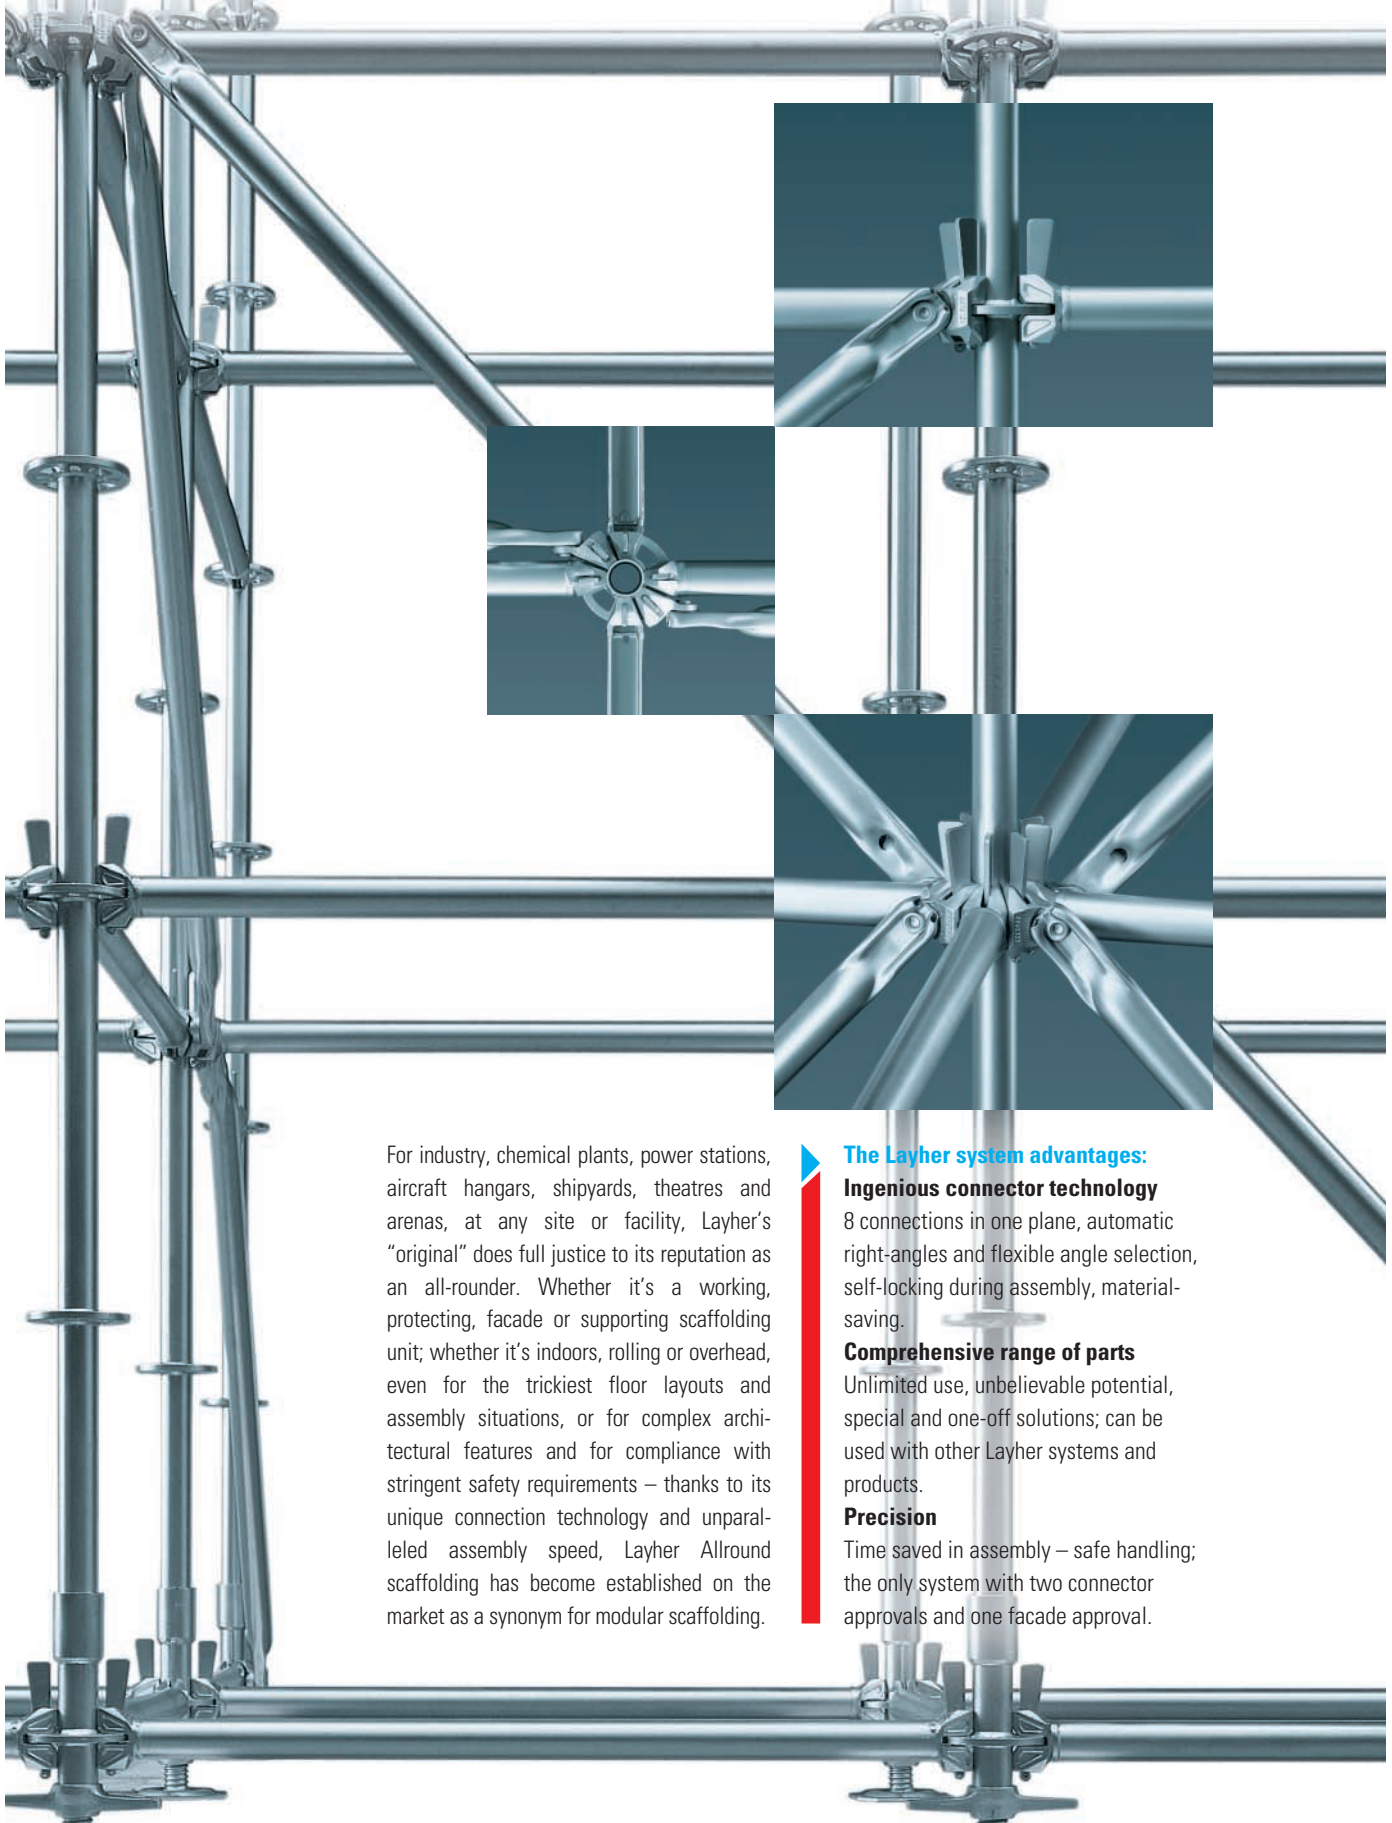 For industry, chemical plants, power stations,
aircraft hangars, shipyards, theatres and
arenas, at any site or facility, Layher’s
“original” does full justice to its reputation as
an all-rounder. Whether it’s a working,
protecting, facade or supporting scaffolding
unit; whether it’s indoors, rolling or overhead,
even for the trickiest floor layouts and
assembly situations, or for complex archi-
tectural features and for compliance with
stringent safety requirements – thanks to its
unique connection technology and unparal-
leled assembly speed, Layher Allround
scaffolding has become established on the
market as a synonym for modular scaffolding.
The Layher system advantages:
Ingenious connector technology
8 connections in one plane, automatic
right-angles and flexible angle selection,
self-locking during assembly, material-
saving.
Comprehensive range of parts
Unlimited use, unbelievable potential,
special and one-off solutions; can be
used with other Layher systems and
products.
Precision
Time saved in assembly – safe handling;
the only system with two connector
approvals and one facade approval.